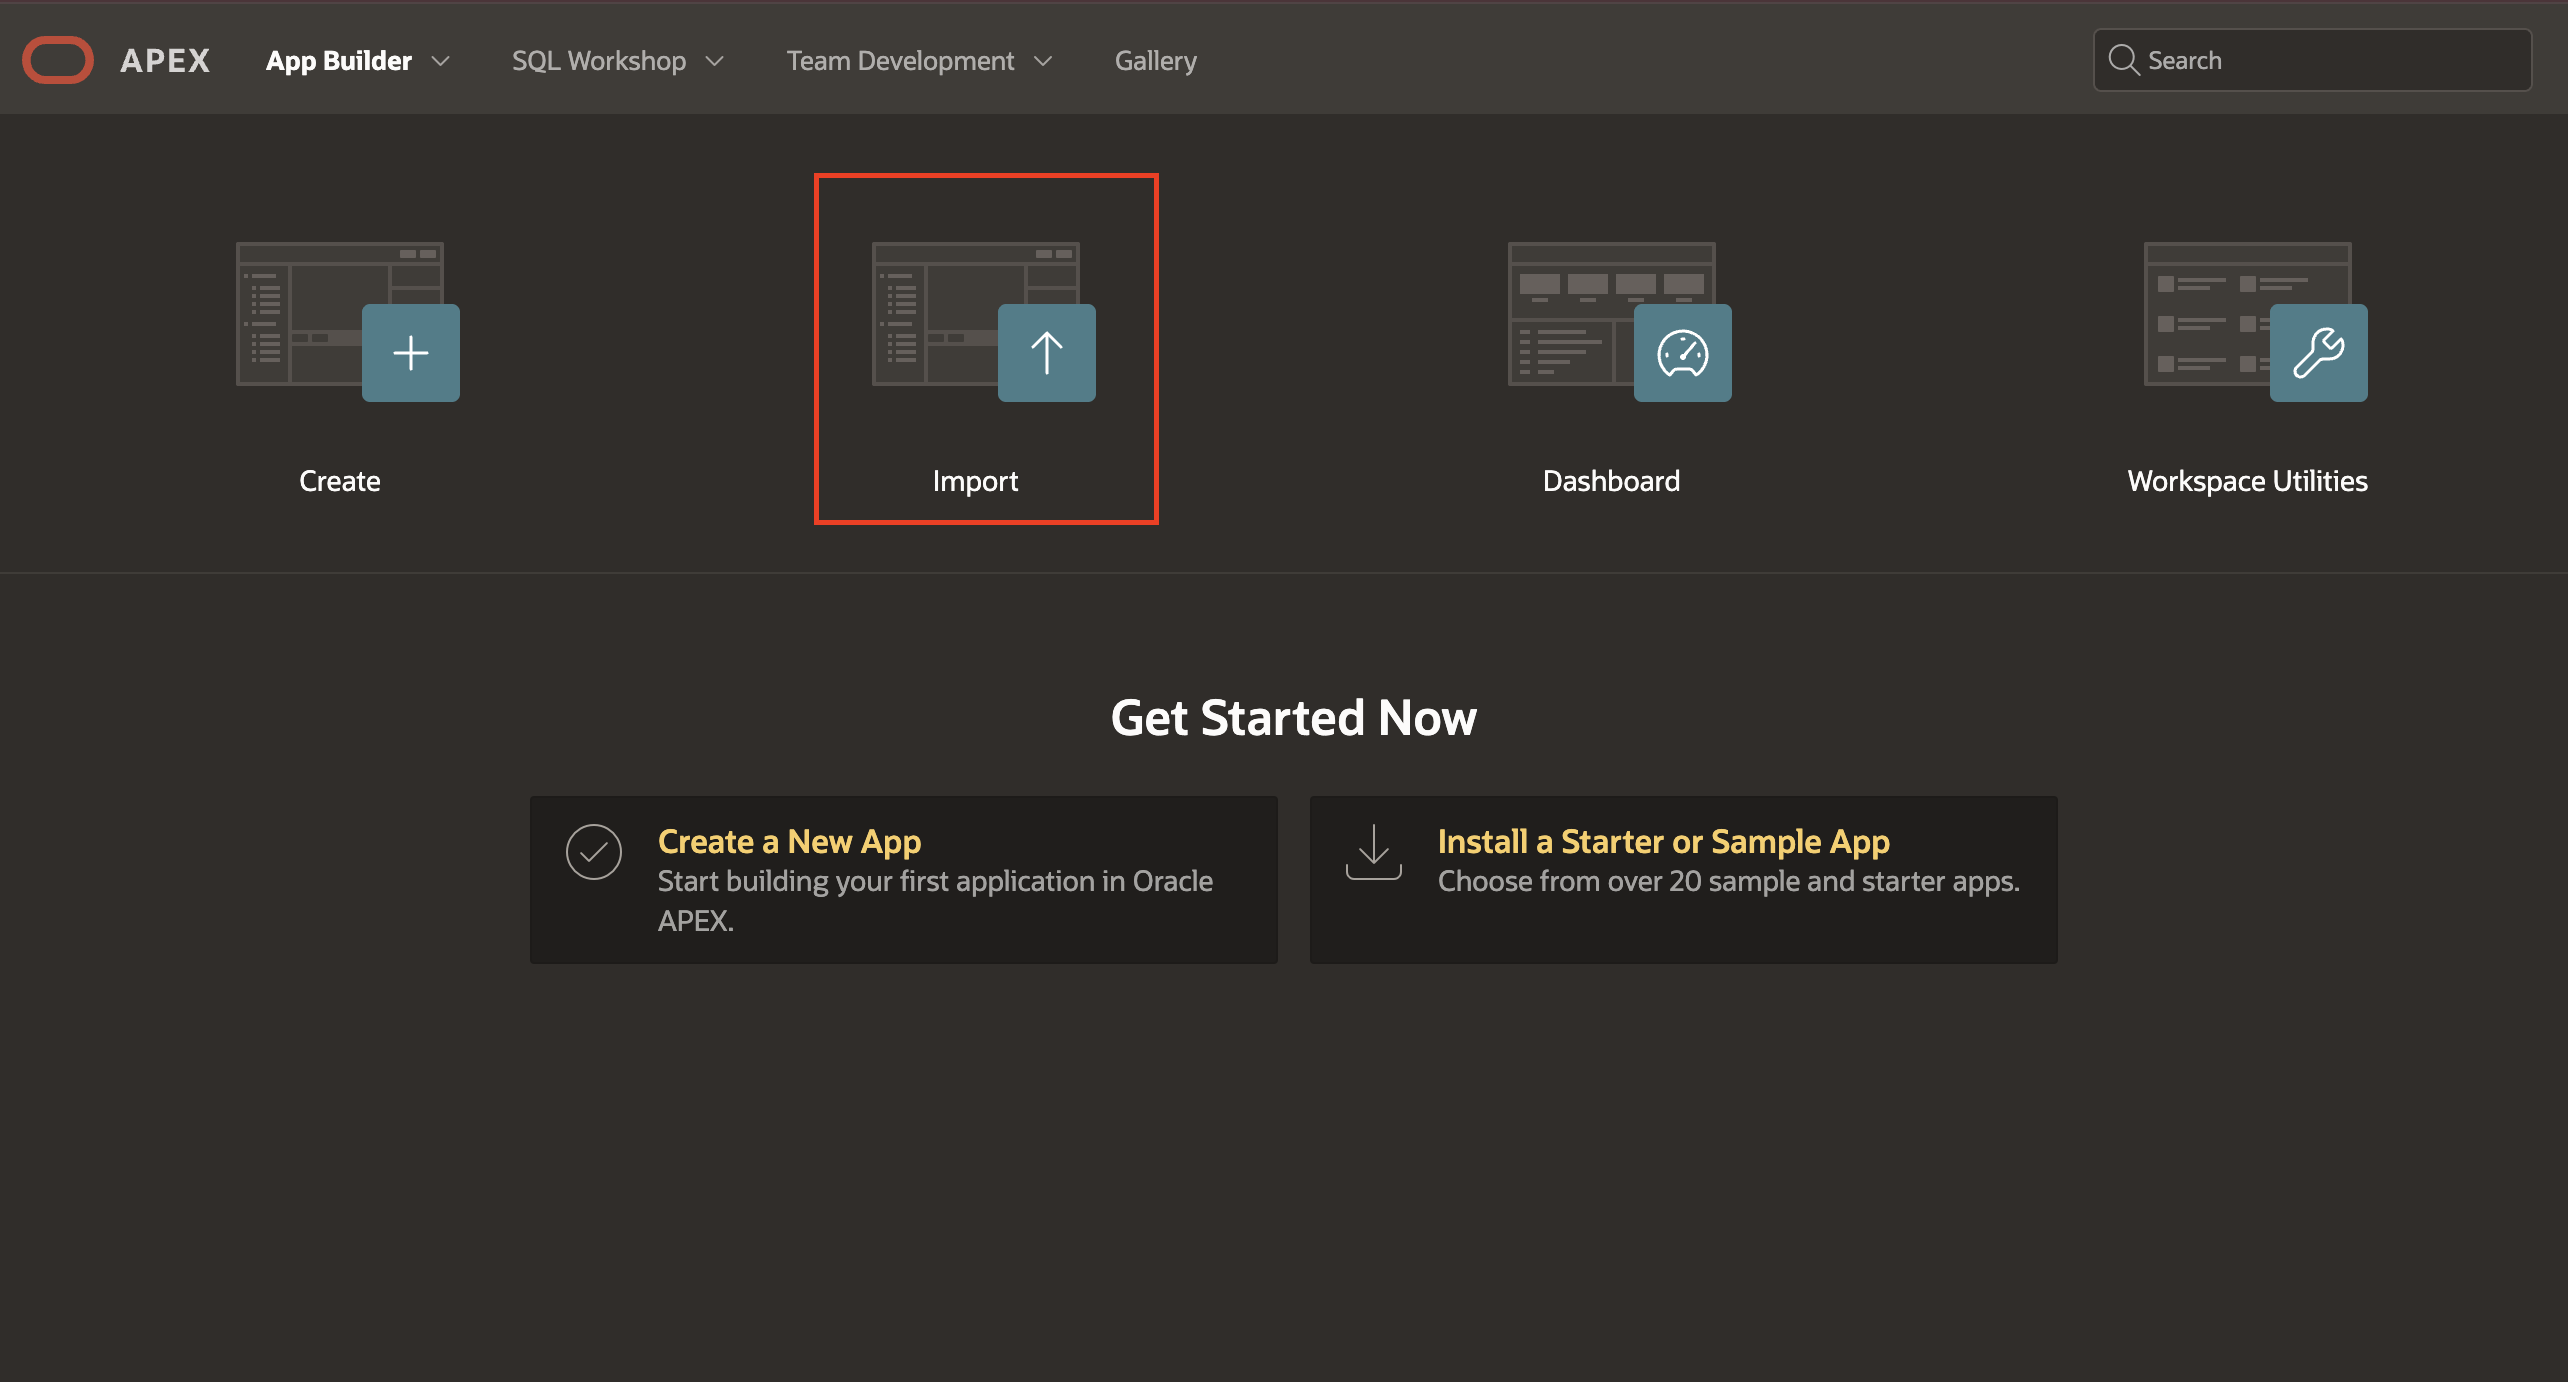 APEX
App Builder
SQL Workshop
Team Development
Gallery
Search
Create
Import
Dashboard
Workspace Utilities
Get Started Now
Create a New App
Start building your first application in Oracle
APEX.
Install a Starter or Sample App
Choose from over 20 sample and starter apps.